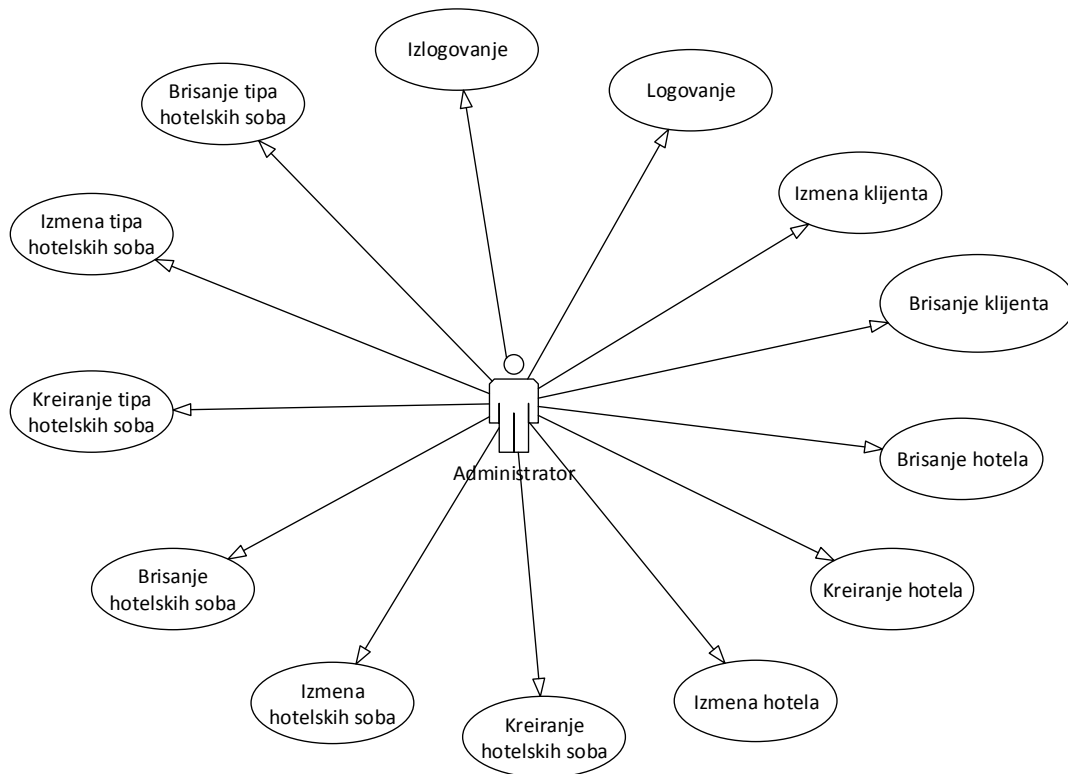 Izlogovanje
Logovanje
Brisanje tipa
hotelskih soba
Izmena klijenta
Izmena tipa
hotelskih soba
Brisanje klijenta
Kreiranje tipa
hotelskih soba
Administrator
Brisanje hotela
Brisanje
hotelskih soba
Kreiranje hotela
Izmena
hotelskih soba
Izmena hotela
Kreiranje
hotelskih soba